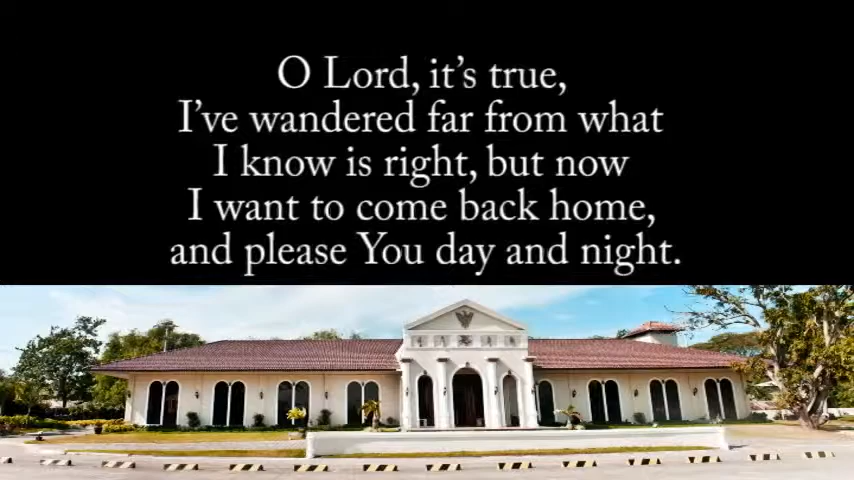 O Lord, it's true,
I've wandered far from what
I know is right, but now
I want to come back home,
and please You day and night.